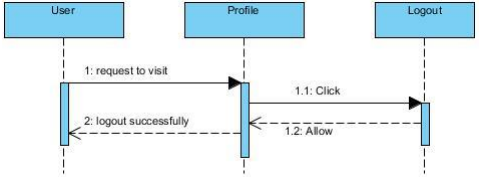 User
Profile
Logout
1: request to visit
1.1: Click
2: logout successfully
1.2: Allow